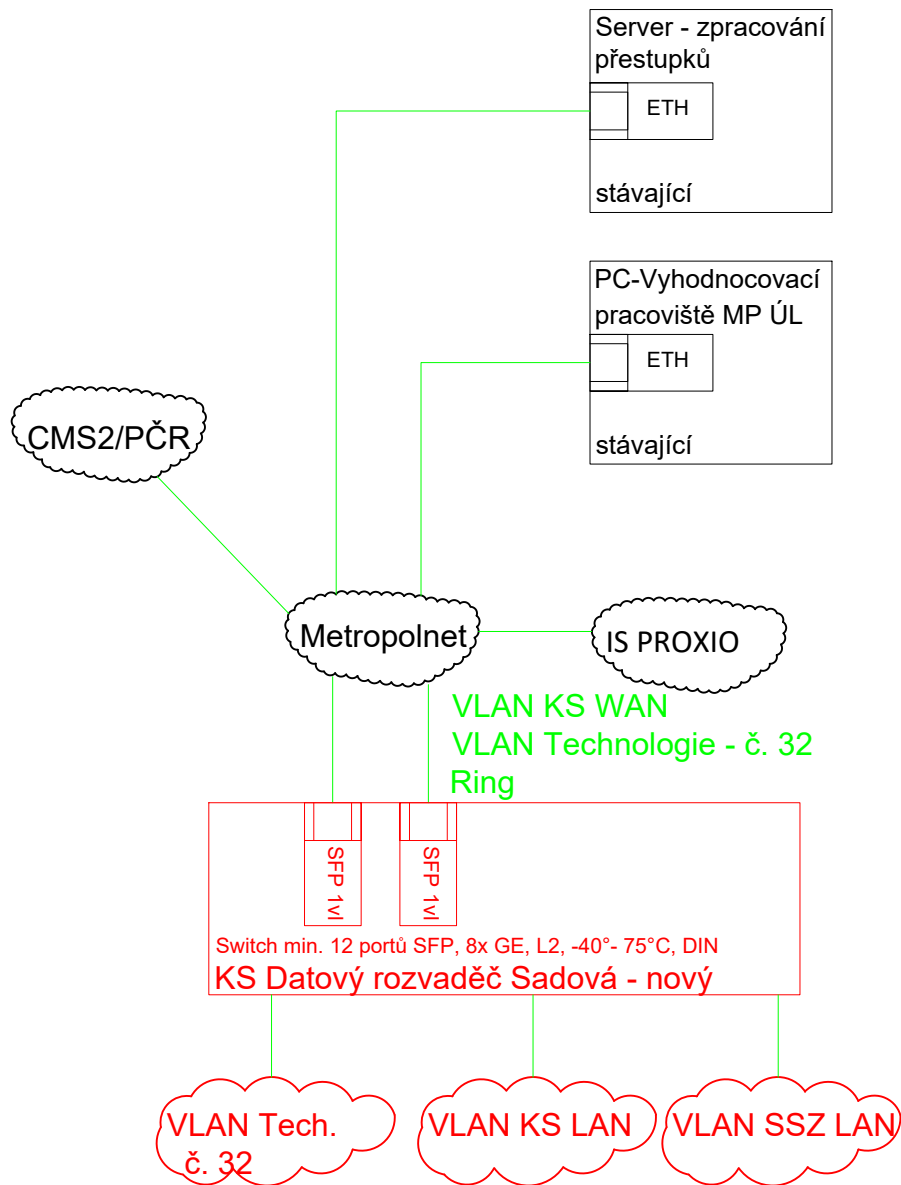 Server - zpracování
přestupků
ETH
stávající
PC-Vyhodnocovací
pracoviště MP ÚL
ETH
stávající
CMS2/PČR
Metropolnet
IS PROXIO
VLAN KS WAN
VLAN Technologie - č. 32
Ring
SFP 1vl
SFP 1vl
Switch min. 12 portů SFP, 8x GE, L2, -40°- 75°C, DIN
KS Datový rozvaděč Sadová - nový
VLAN Tech.
č. 32
VLAN KS LAN
VLAN SSZ LAN